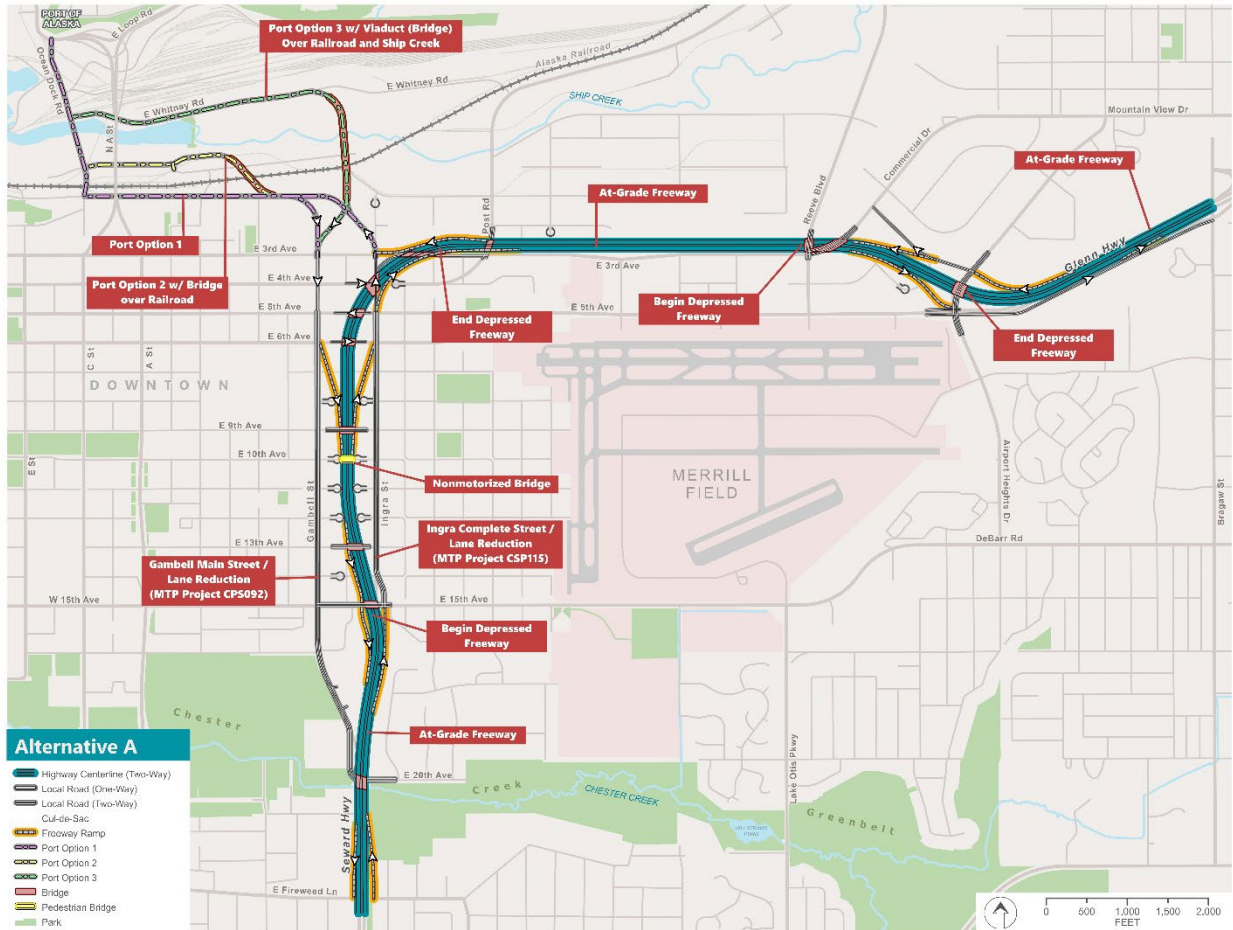 PORT OF
ALASKA
E Loop Rd
Ocean Dock Rd
Port Option 3 w/ Viaduct (Bridge)
Over Railroad and Ship Creek
Alaska Railroad
E Whitney Rd
E Whitney Rd
SHIP CREEK
N A St
Mountain View Dr
Commercial Dr
Reeve Blvd
Post Rd
At-Grade Freeway
At-Grade Freeway
Port Option 1
Port Option 2 w/ Bridge
over Railroad
E 3rd Ave
E 3rd Ave
E 4th Ave
E 5th Ave
E 5th Ave
E 6th Ave
Glenn Hwy
End Depressed
Freeway
Begin Depressed
Freeway
End Depressed
Freeway
C St
A St
DOWNTOWN
E 9th Ave
E 10th Ave
E St
Gambell St
Ingra St
Nonmotorized Bridge
MERRILL
FIELD
Airport Heights Dr
Bragaw St
E 13th Ave
Ingra Complete Street /
Lane Reduction
(MTP Project CSP115)
DeBarr Rd
Gambell Main Street /
Lane Reduction
(MTP Project CPS092)
W 15th Ave
E 15th Ave
Begin Depressed
Freeway
Chester
At-Grade Freeway
E 20th Ave
Creek
CHESTER CREEK
Lake Otis Pkwy
Greenbelt
Seward Hwy
E Fireweed Ln
Alternative A
Highway Centerline (Two-Way)
Local Road (One-Way)
Local Road (Two-Way)
Cul-de-Sac
Freeway Ramp
Port Option 1
Port Option 2
Port Option 3
Bridge
Pedestrian Bridge
Park
0 500 1,000 1,500 2,000
FEET